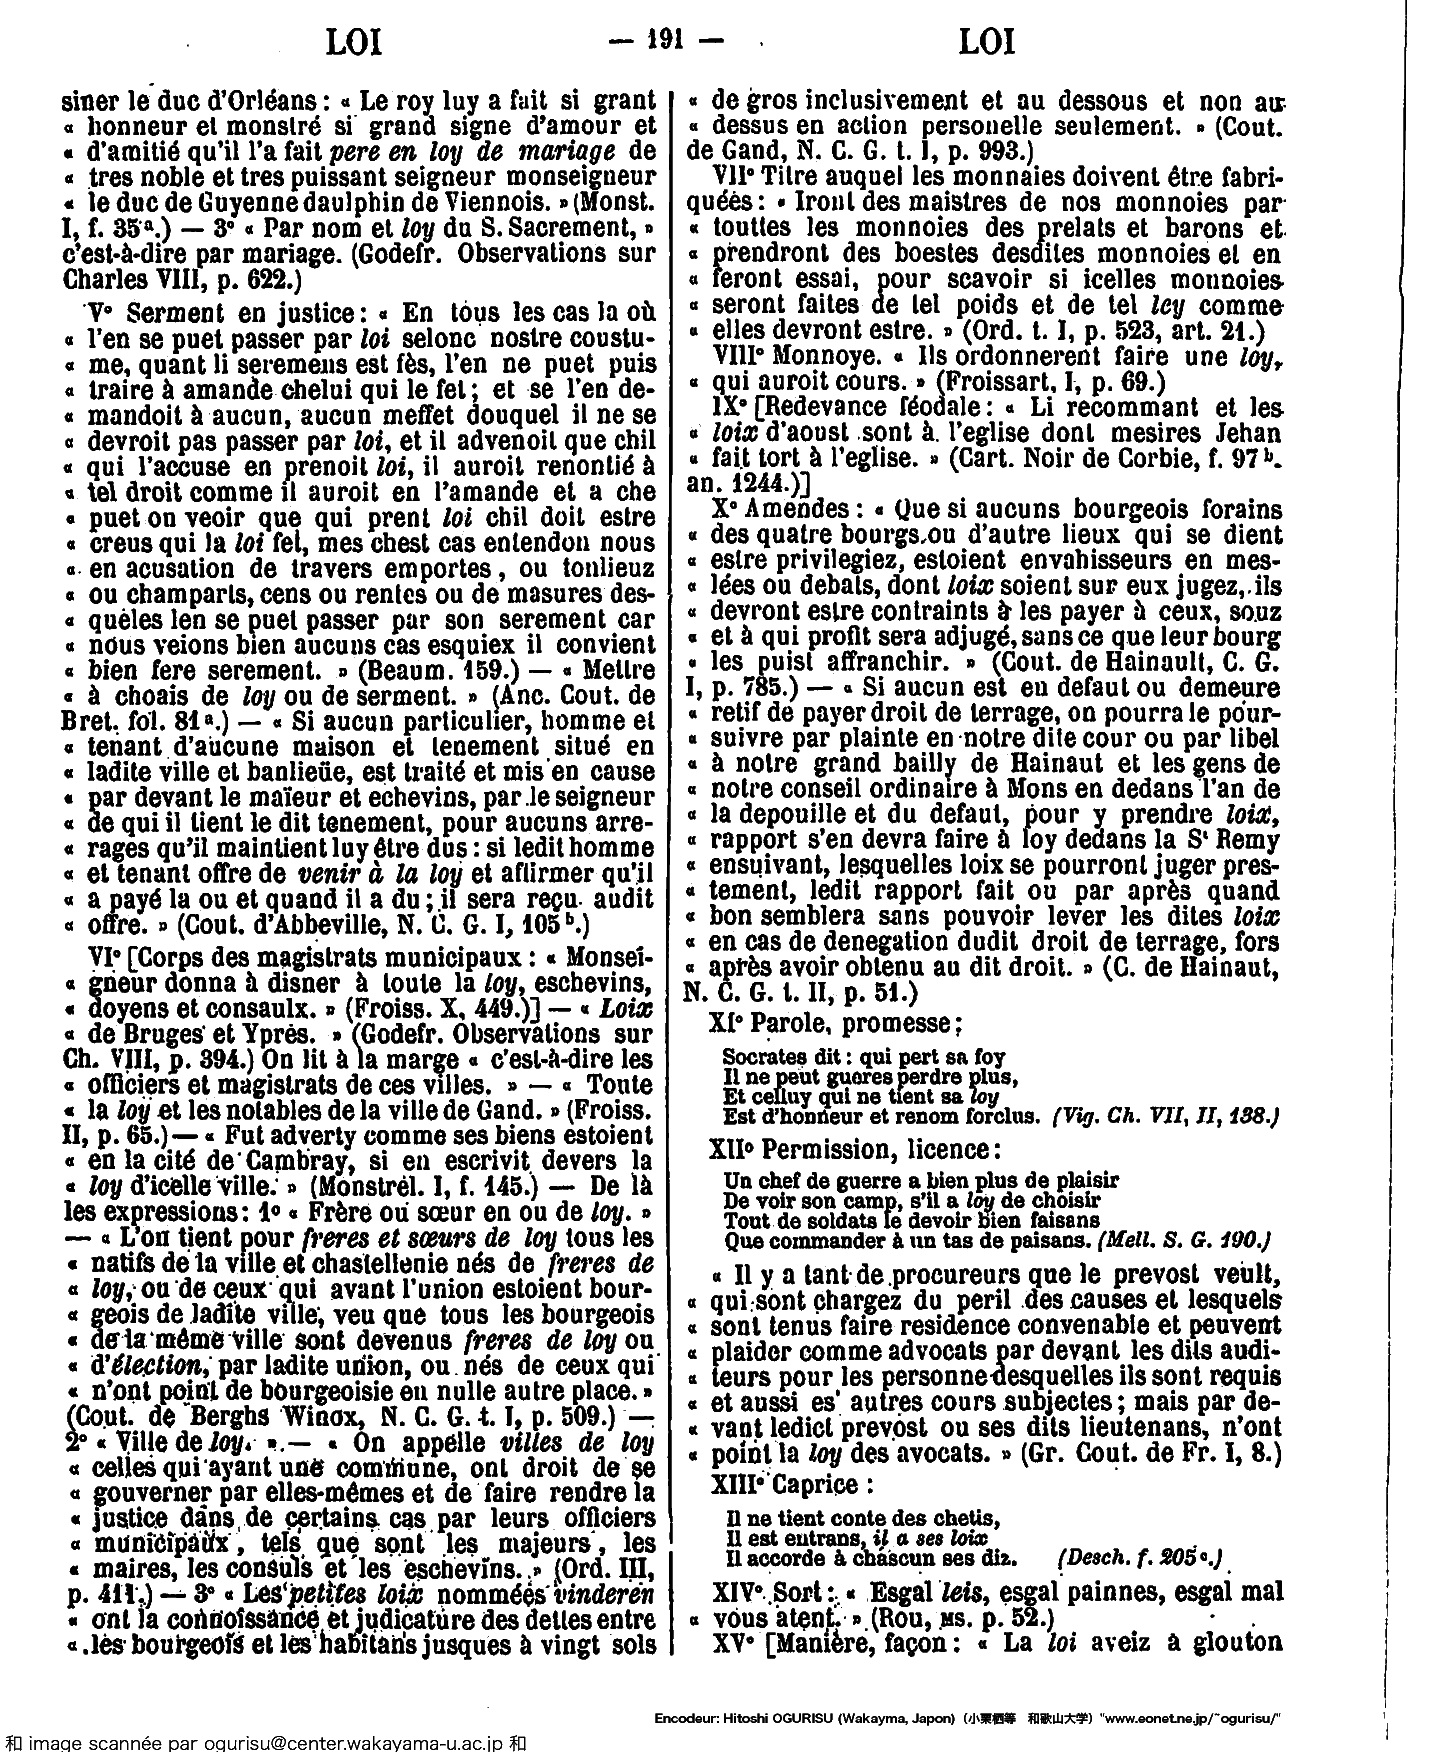 LOI — 191 — LOI
siner le duc d'Orléans : « Le roy luy a fait si grant
« honneur et monstré si grand signe d'amour et
« d'amitié qu'il l'a fait pere en loy de mariage de
« tres noble et tres puissant seigneur monseigneur
« le duc de Guyenne daulphin de Viennois. » (Monst.
I, f. 35ª.) — 3° « Par nom et loy du S. Sacrement, »
c'est-à-dire par mariage. (Godefr. Observations sur
Charles VIII, p. 622.)
V° Serment en justice : « En tous les cas la où
« l'en se puet passer par loi selonc nostre coustu-
« me, quant li seremens est fès, l'en ne puet puis
« traire à amande chelui qui le fet ; et se l'en de-
« mandoit à aucun, aucun meffet douquel il ne se
« devroit pas passer par loi, et il advenoit que chil
« qui l'accuse en prenoit loi, il auroit renontié à
« tel droit comme il auroit en l'amande et a che
« puet on veoir que qui prent loi chil doit estre
« creus qui la loi fet, mes chest cas entendon nous
« en acusation de travers emportes, ou tonlieuz
« ou champarts, cens ou rentes ou de masures des-
« quèles len se puet passer par son serement car
« nous veions bien aucuns cas esquiex il convient
« bien fere serement. » (Beaum. 159.) — « Mettre
« à choais de loy ou de serment. » (Anc. Cout. de
Bret. fol. 81ª.) — « Si aucun particulier, homme et
« tenant d'aucune maison et tenement situé en
« ladite ville et banlieüe, est traité et mis en cause
« par devant le maïeur et echevins, par le seigneur
« de qui il tient le dit tenement, pour aucuns arre-
« rages qu'il maintient luy être dus : si ledit homme
« et tenant offre de venir à la loy et affirmer qu'il
« a payé la ou et quand il a du ; il sera reçu audit
« offre. » (Cout. d'Abbeville, N. C. G. I, 105 b.)
VI° [Corps des magistrats municipaux : « Monsei-
« gneur donna à disner à toute la loy, eschevins,
« doyens et consaulx. » (Froiss. X, 449.)] — « Loix
« de Bruges et Yprès. » (Godefr. Observations sur
Ch. VIII, p. 394.) On lit à la marge « c'est-à-dire les
« officiers et magistrats de ces villes. » — « Toute
« la loy et les notables de la ville de Gand. » (Froiss.
II, p. 65.) — « Fut adverty comme ses biens estoient
« en la cité de Cambray, si en escrivit devers la
« loy d'icelle ville. » (Monstrel. I, f. 145.) — De là
les expressions : 1° « Frère ou sœur en ou de loy. »
— « L'on tient pour freres et sœurs de loy tous les
« natifs de la ville et chastellenie nés de freres de
« loy, ou de ceux qui avant l'union estoient bour-
« geois de ladite ville, veu que tous les bourgeois
« de la même ville sont devenus freres de loy ou
« d'élection, par ladite union, ou nés de ceux qui
« n'ont point de bourgeoisie en nulle autre place. »
(Cout. de Berghs Winox, N. C. G. t. I, p. 509.) —
2° « Ville de loy. » — « On appelle villes de loy
« celles qui ayant une commune, ont droit de se
« gouverner par elles-mêmes et de faire rendre la
« justice dans de certains cas par leurs officiers
« municipaux, tels que sont les majeurs, les
« maires, les consuls et les eschevins. » (Ord. III,
p. 411.) — 3° « Les petites loix nommées vinderen
« ont la connoissance et judicature des dettes entre
« les bourgeois et les habitans jusques à vingt sols
« de gros inclusivement et au dessous et non au
« dessus en action personelle seulement. » (Cout.
de Gand, N. C. G. t. I, p. 993.)
VII° Titre auquel les monnaies doivent être fabri-
quéés : « Iront des maistres de nos monnoies par
« touttes les monnoies des prelats et barons et
« prendront des boestes desdites monnoies et en
« feront essai, pour scavoir si icelles monnoies
« seront faites de tel poids et de tel ley comme
« elles devront estre. » (Ord. t. I, p. 523, art. 21.)
VIII° Monnoye. « Ils ordonnerent faire une loy,
« qui auroit cours. » (Froissart, I, p. 69.)
IX° [Redevance féodale : « Li recommant et les
« loix d'aoust sont à l'eglise dont mesires Jehan
« fait tort à l'eglise. » (Cart. Noir de Corbie, f. 97 b.
an. 1244.)]
X° Amendes : « Que si aucuns bourgeois forains
« des quatre bourgs ou d'autre lieux qui se dient
« estre privilegiez, estoient envahisseurs en mes-
« lées ou debats, dont loix soient sur eux jugez, ils
« devront estre contraints à les payer à ceux, souz
« et à qui profit sera adjugé, sans ce que leur bourg
« les puist affranchir. » (Cout. de Hainault, C. G.
I, p. 785.) — « Si aucun est en defaut ou demeure
« retif de payer droit de terrage, on pourra le pour-
« suivre par plainte en notre dite cour ou par libel
« à notre grand bailly de Hainaut et les gens de
« notre conseil ordinaire à Mons en dedans l'an de
« la depouille et du defaut, pour y prendre loix,
« rapport s'en devra faire à loy dedans la St Remy
« ensuivant, lesquelles loix se pourront juger pres-
« tement, ledit rapport fait ou par après quand
« bon semblera sans pouvoir lever les dites loix
« en cas de denegation dudit droit de terrage, fors
« après avoir obtenu au dit droit. » (C. de Hainaut,
N. C. G. t. II, p. 51.)
XI° Parole, promesse ;
Socrates dit : qui pert sa foy
Il ne peut gueres perdre plus,
Et celluy qui ne tient sa loy
Est d'honneur et renom forclus. (Vig. Ch. VII, II, 138.)
XII° Permission, licence :
Un chef de guerre a bien plus de plaisir
De voir son camp, s'il a loy de choisir
Tout de soldats le devoir bien faisans
Que commander à un tas de paisans. (Mell. S. G. 190.)
« Il y a tant de procureurs que le prevost veult,
« qui sont chargez du peril des causes et lesquels
« sont tenus faire residence convenable et peuvent
« plaider comme advocats par devant les dits audi-
« teurs pour les personne desquelles ils sont requis
« et aussi es autres cours subjectes ; mais par de-
« vant ledict prevost ou ses dits lieutenans, n'ont
« point la loy des avocats. » (Gr. Cout. de Fr. I, 8.)
XIII° Caprice :
Il ne tient conte des chetis,
Il est entrans, il a ses loix
Il accorde à chascun ses diz. (Desch. f. 205 c.)
XIV° Sort : « Esgal leis, esgal painnes, esgal mal
« vous atent. » (Rou, ms. p. 52.)
XV° [Manière, façon : « La loi aveiz a glouton
Encodeur: Hitoshi OGURISU (Wakayma, Japon) (小栗栖等 和歌山大学) "www.eonet.ne.jp/~ogurisu/"
和 image scannée par ogurisu@center.wakayama-u.ac.jp 和